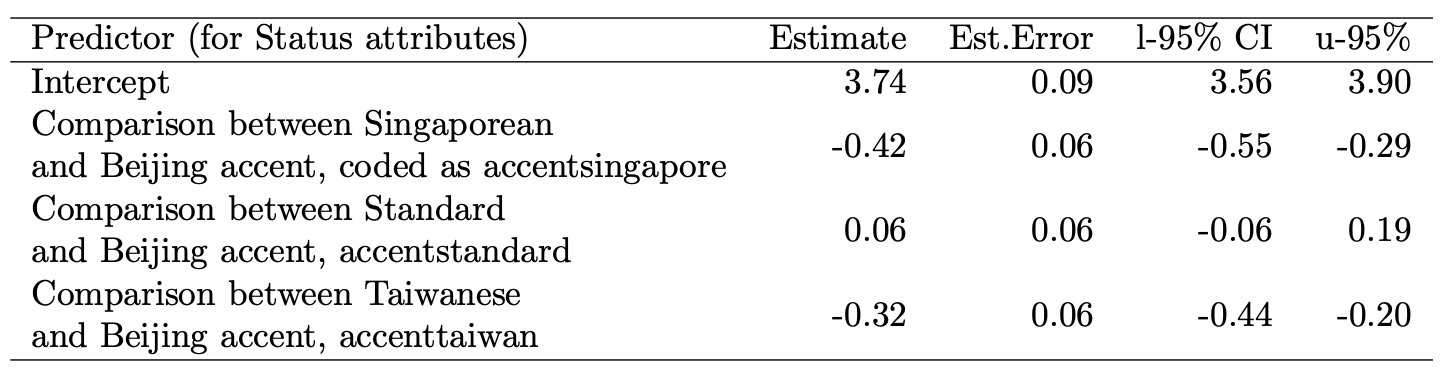 Predictor (for Status attributes) Estimate Est.Error l-95% CI u-95%
Intercept 3.74 0.09 3.56 3.90
Comparison between Singaporean
and Beijing accent, coded as accentsingapore -0.42 0.06 -0.55 -0.29
Comparison between Standard
and Beijing accent, accentstandard 0.06 0.06 -0.06 0.19
Comparison between Taiwanese
and Beijing accent, accenttaiwan -0.32 0.06 -0.44 -0.20